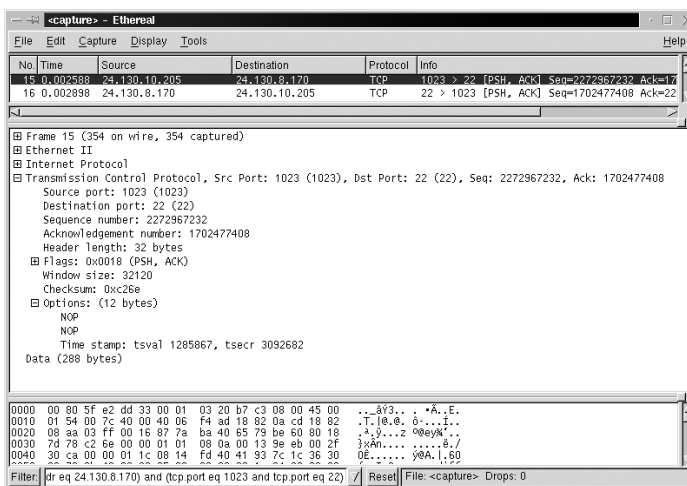 <capture> - Ethereal
File Edit Capture Display Tools Help
No. Time Source Destination Protocol Info
15 0.002588 24.130.10.205 24.130.8.170 TCP 1023 > 22 [PSH, ACK] Seq=2272967232 Ack=17
16 0.002898 24.130.8.170 24.130.10.205 TCP 22 > 1023 [PSH, ACK] Seq=1702477408 Ack=22
Frame 15 (354 on wire, 354 captured)
Ethernet II
Internet Protocol
Transmission Control Protocol, Src Port: 1023 (1023), Dst Port: 22 (22), Seq: 2272967232, Ack: 1702477408
Source port: 1023 (1023)
Destination port: 22 (22)
Sequence number: 2272967232
Acknowledgement number: 1702477408
Header length: 32 bytes
Flags: 0x0018 (PSH, ACK)
Window size: 32120
Checksum: 0xc26e
Options: (12 bytes)
NOP
NOP
Time stamp: tsval 1285867, tsecr 3092682
Data (288 bytes)
0000 00 80 5f e2 dd 33 00 01 03 20 b7 c3 08 00 45 00 .._âÝ3.. . ·Ã..E.
0010 01 54 00 7c 40 00 40 06 f4 ad 18 82 0a cd 18 82 .T.|@.@. ô-...Í..
0020 08 aa 03 ff 00 16 87 7a ba 40 65 79 be 60 80 18 .ª.ÿ...z º@ey¾`..
0030 7d 78 c2 6e 00 00 01 01 08 0a 00 13 9e eb 00 2f }xÂn.... .....ë./
0040 30 ca 00 00 01 1c 08 14 fd 40 41 93 7c 1c 36 30 0Ê...... ý@A.|.60
Filter: dr eq 24.130.8.170) and (tcp.port eq 1023 and tcp.port eq 22) Reset File: <capture> Drops: 0